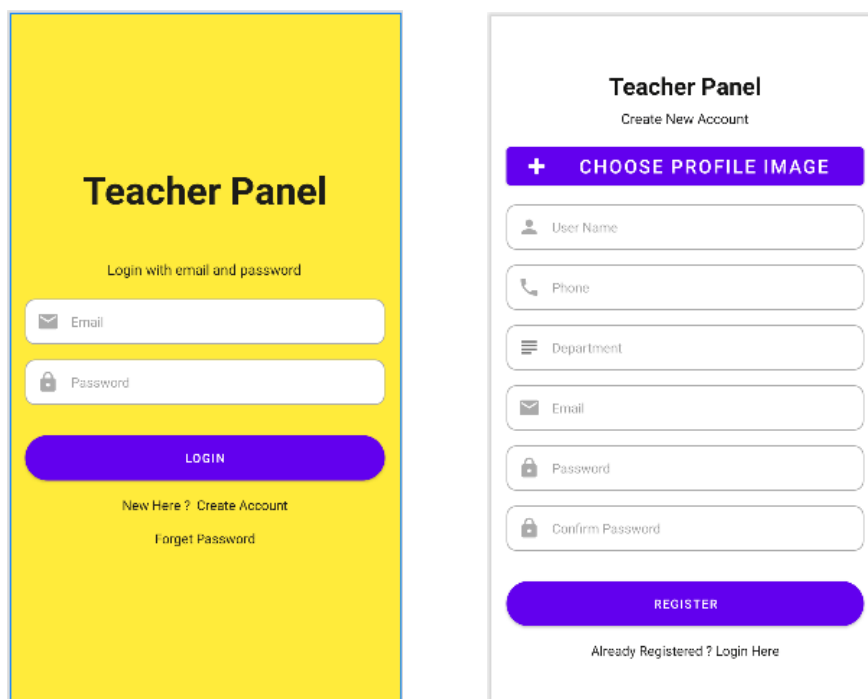 Teacher Panel
Login with email and password
Email
Password
LOGIN
New Here ? Create Account
Forget Password
Teacher Panel
Create New Account
+ CHOOSE PROFILE IMAGE
User Name
Phone
Department
Email
Password
Confirm Password
REGISTER
Already Registered ? Login Here